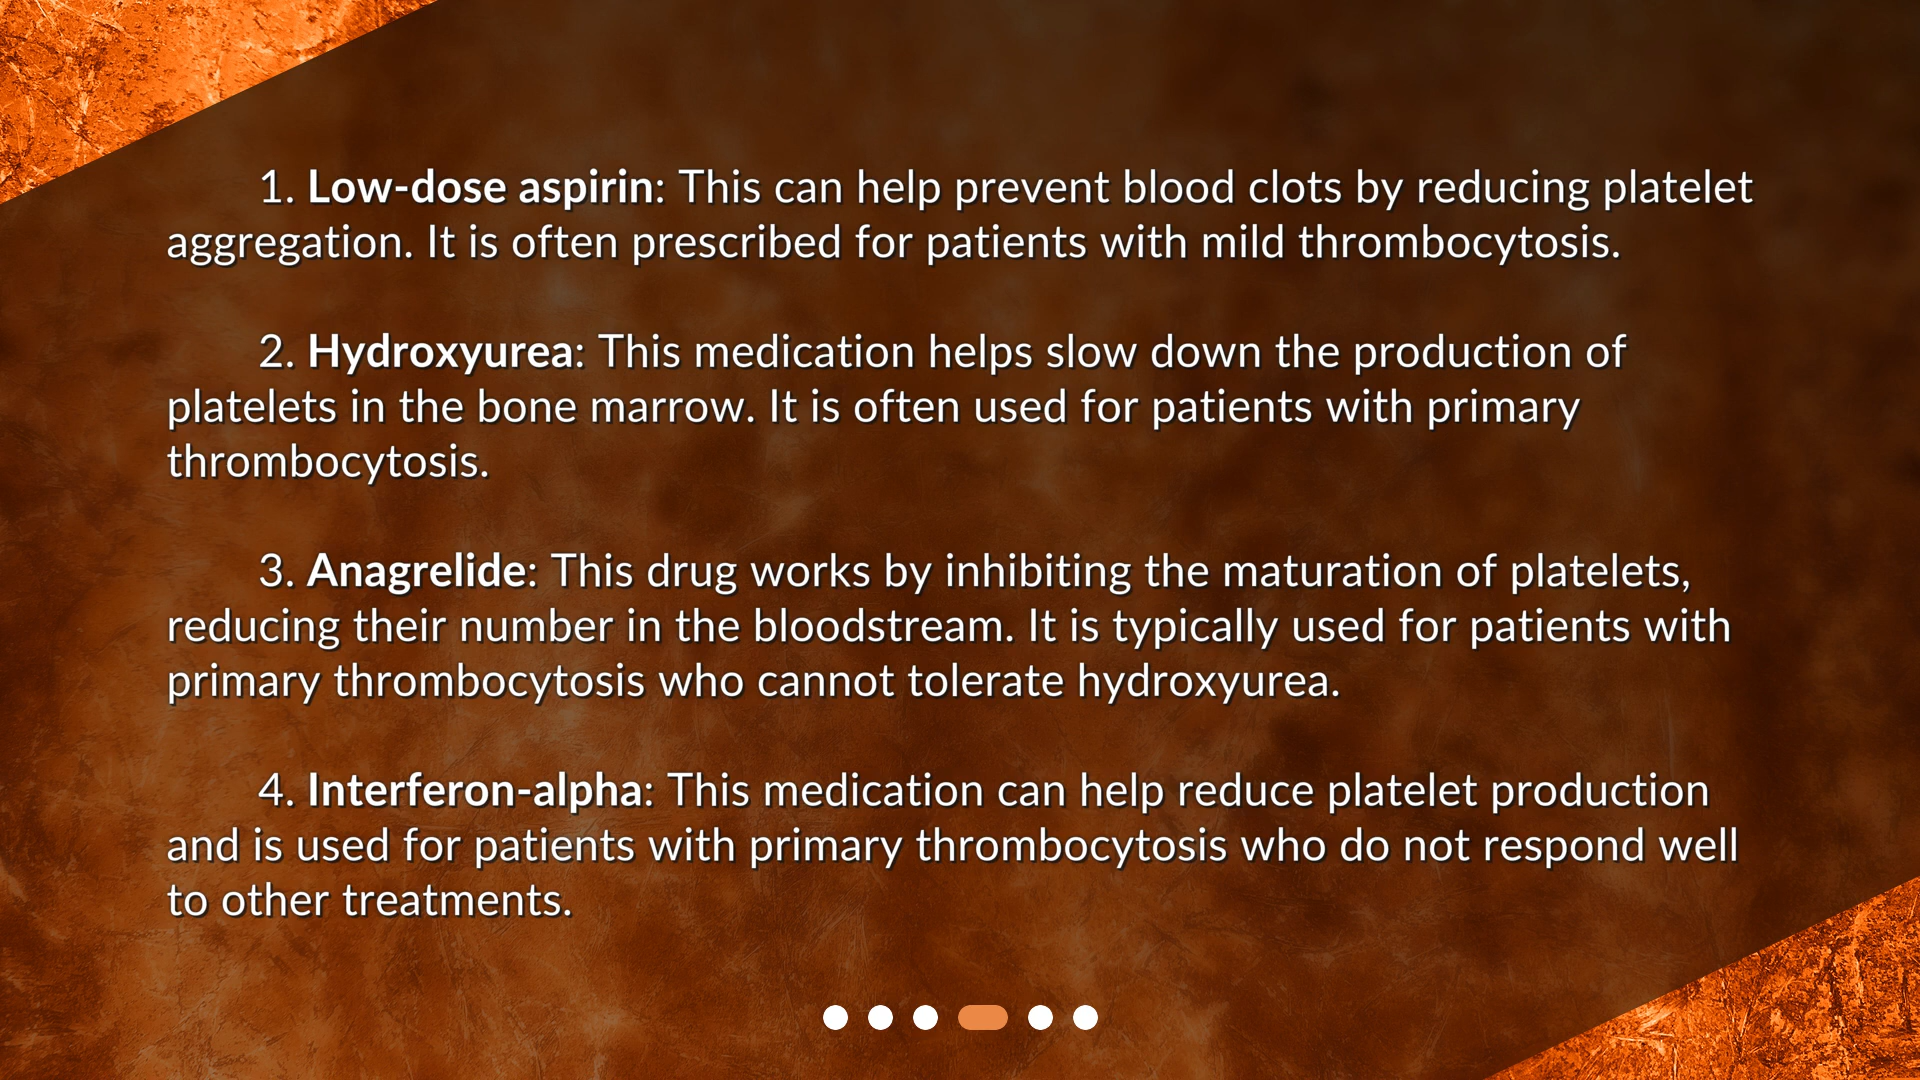 1. Low-dose aspirin: This can help prevent blood clots by reducing platelet
aggregation. It is often prescribed for patients with mild thrombocytosis.
2. Hydroxyurea: This medication helps slow down the production of
platelets in the bone marrow. It is often used for patients with primary
thrombocytosis.
3. Anagrelide: This drug works by inhibiting the maturation of platelets,
reducing their number in the bloodstream. It is typically used for patients with
primary thrombocytosis who cannot tolerate hydroxyurea.
4. Interferon-alpha: This medication can help reduce platelet production
and is used for patients with primary thrombocytosis who do not respond well
to other treatments.